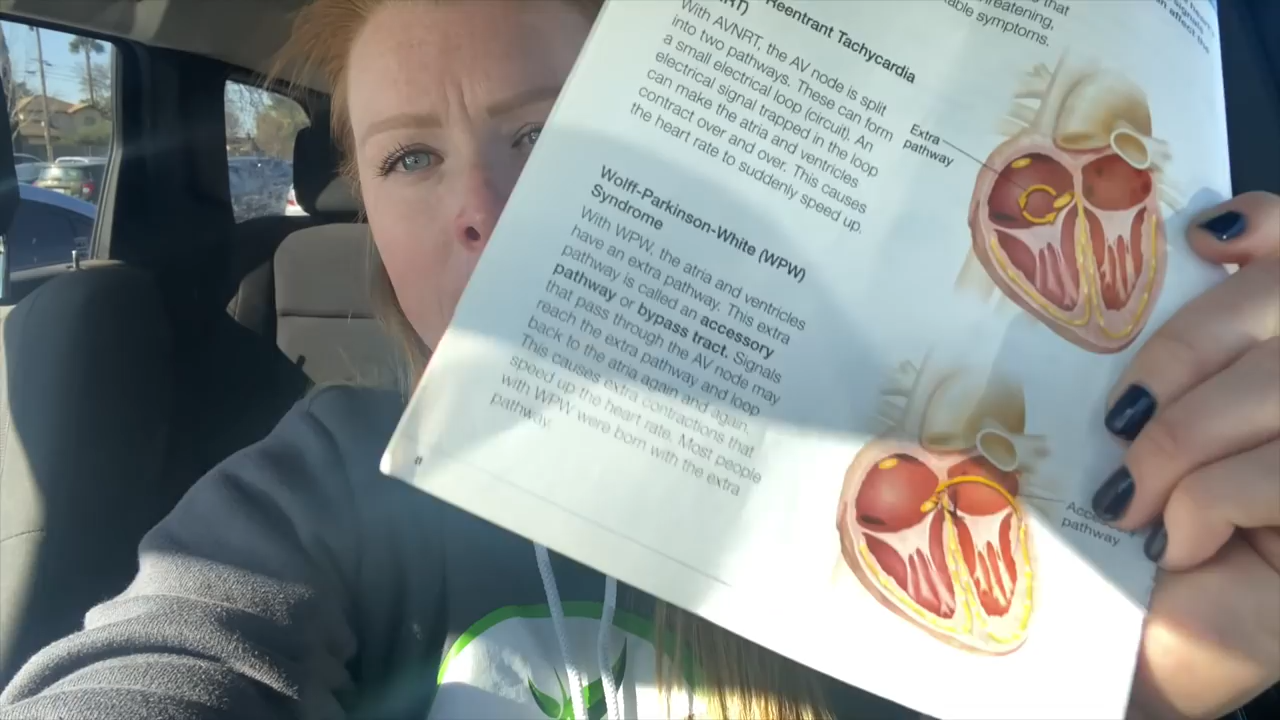 RT)
Reentrant Tachycardia
With AVNRT, the AV node is split
into two pathways. These can form
a small electrical loop (circuit). An
electrical signal trapped in the loop
can make the atria and ventricles
contract over and over. This causes
the heart rate to suddenly speed up.
Wolff-Parkinson-White (WPW)
Syndrome
With WPW, the atria and ventricles
have an extra pathway. This extra
pathway is called an accessory
pathway or bypass tract. Signals
that pass through the AV node may
reach the extra pathway and loop
back to the atria again and again.
This causes extra contractions that
speed up the heart rate. Most people
with WPW were born with the extra
pathway.
that
threatening,
symptoms.
affect the
Extra
pathway
pathway